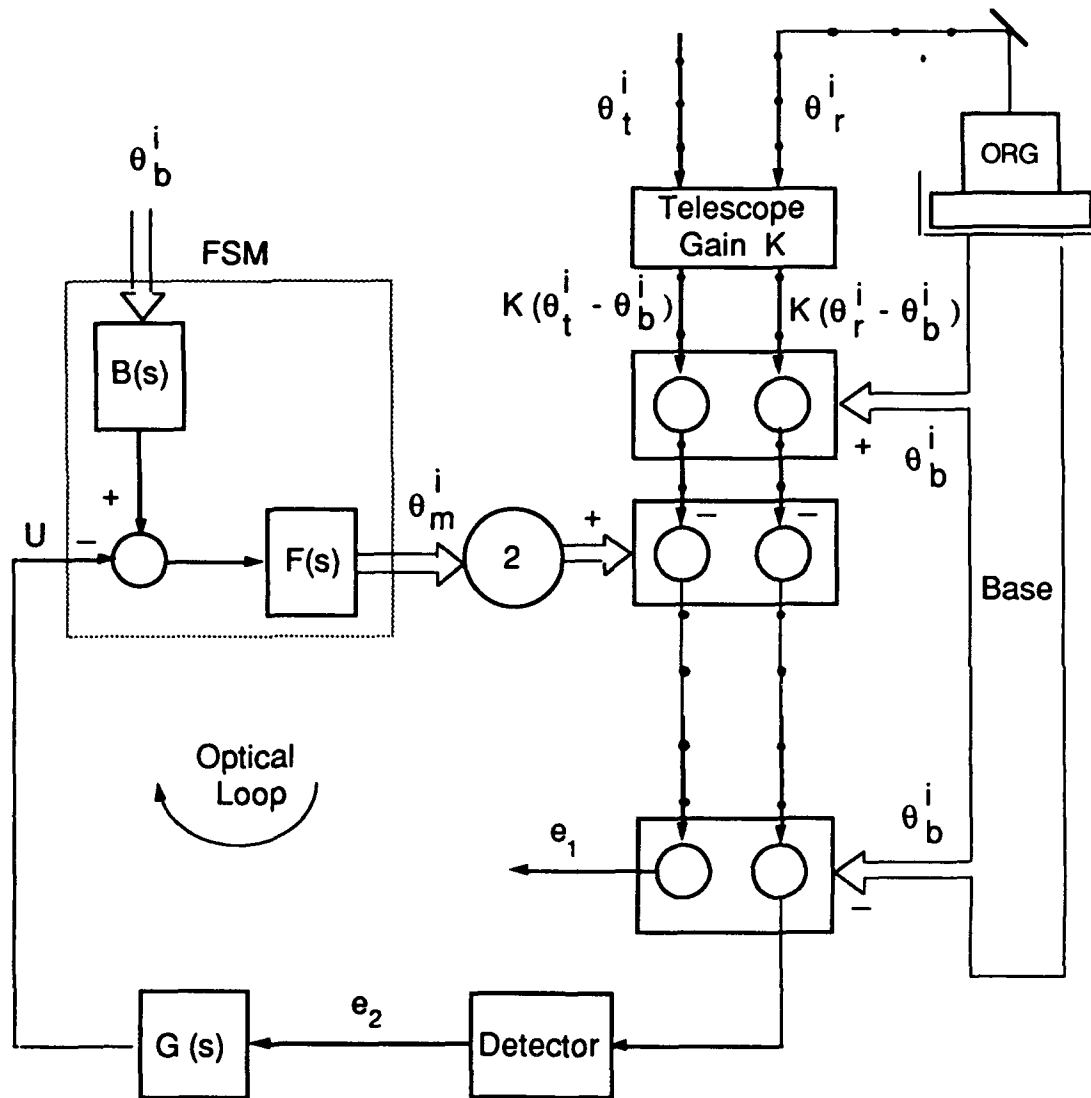 θ_t^i
θ_r^i
ORG
θ_b^i
FSM
Telescope
Gain K
K (θ_t^i - θ_b^i)
K (θ_r^i - θ_b^i)
B(s)
+
θ_b^i
+
U
–
F(s)
θ_m^i
2
+
–
–
Base
Optical
Loop
e_1
θ_b^i
–
G (s)
e_2
Detector